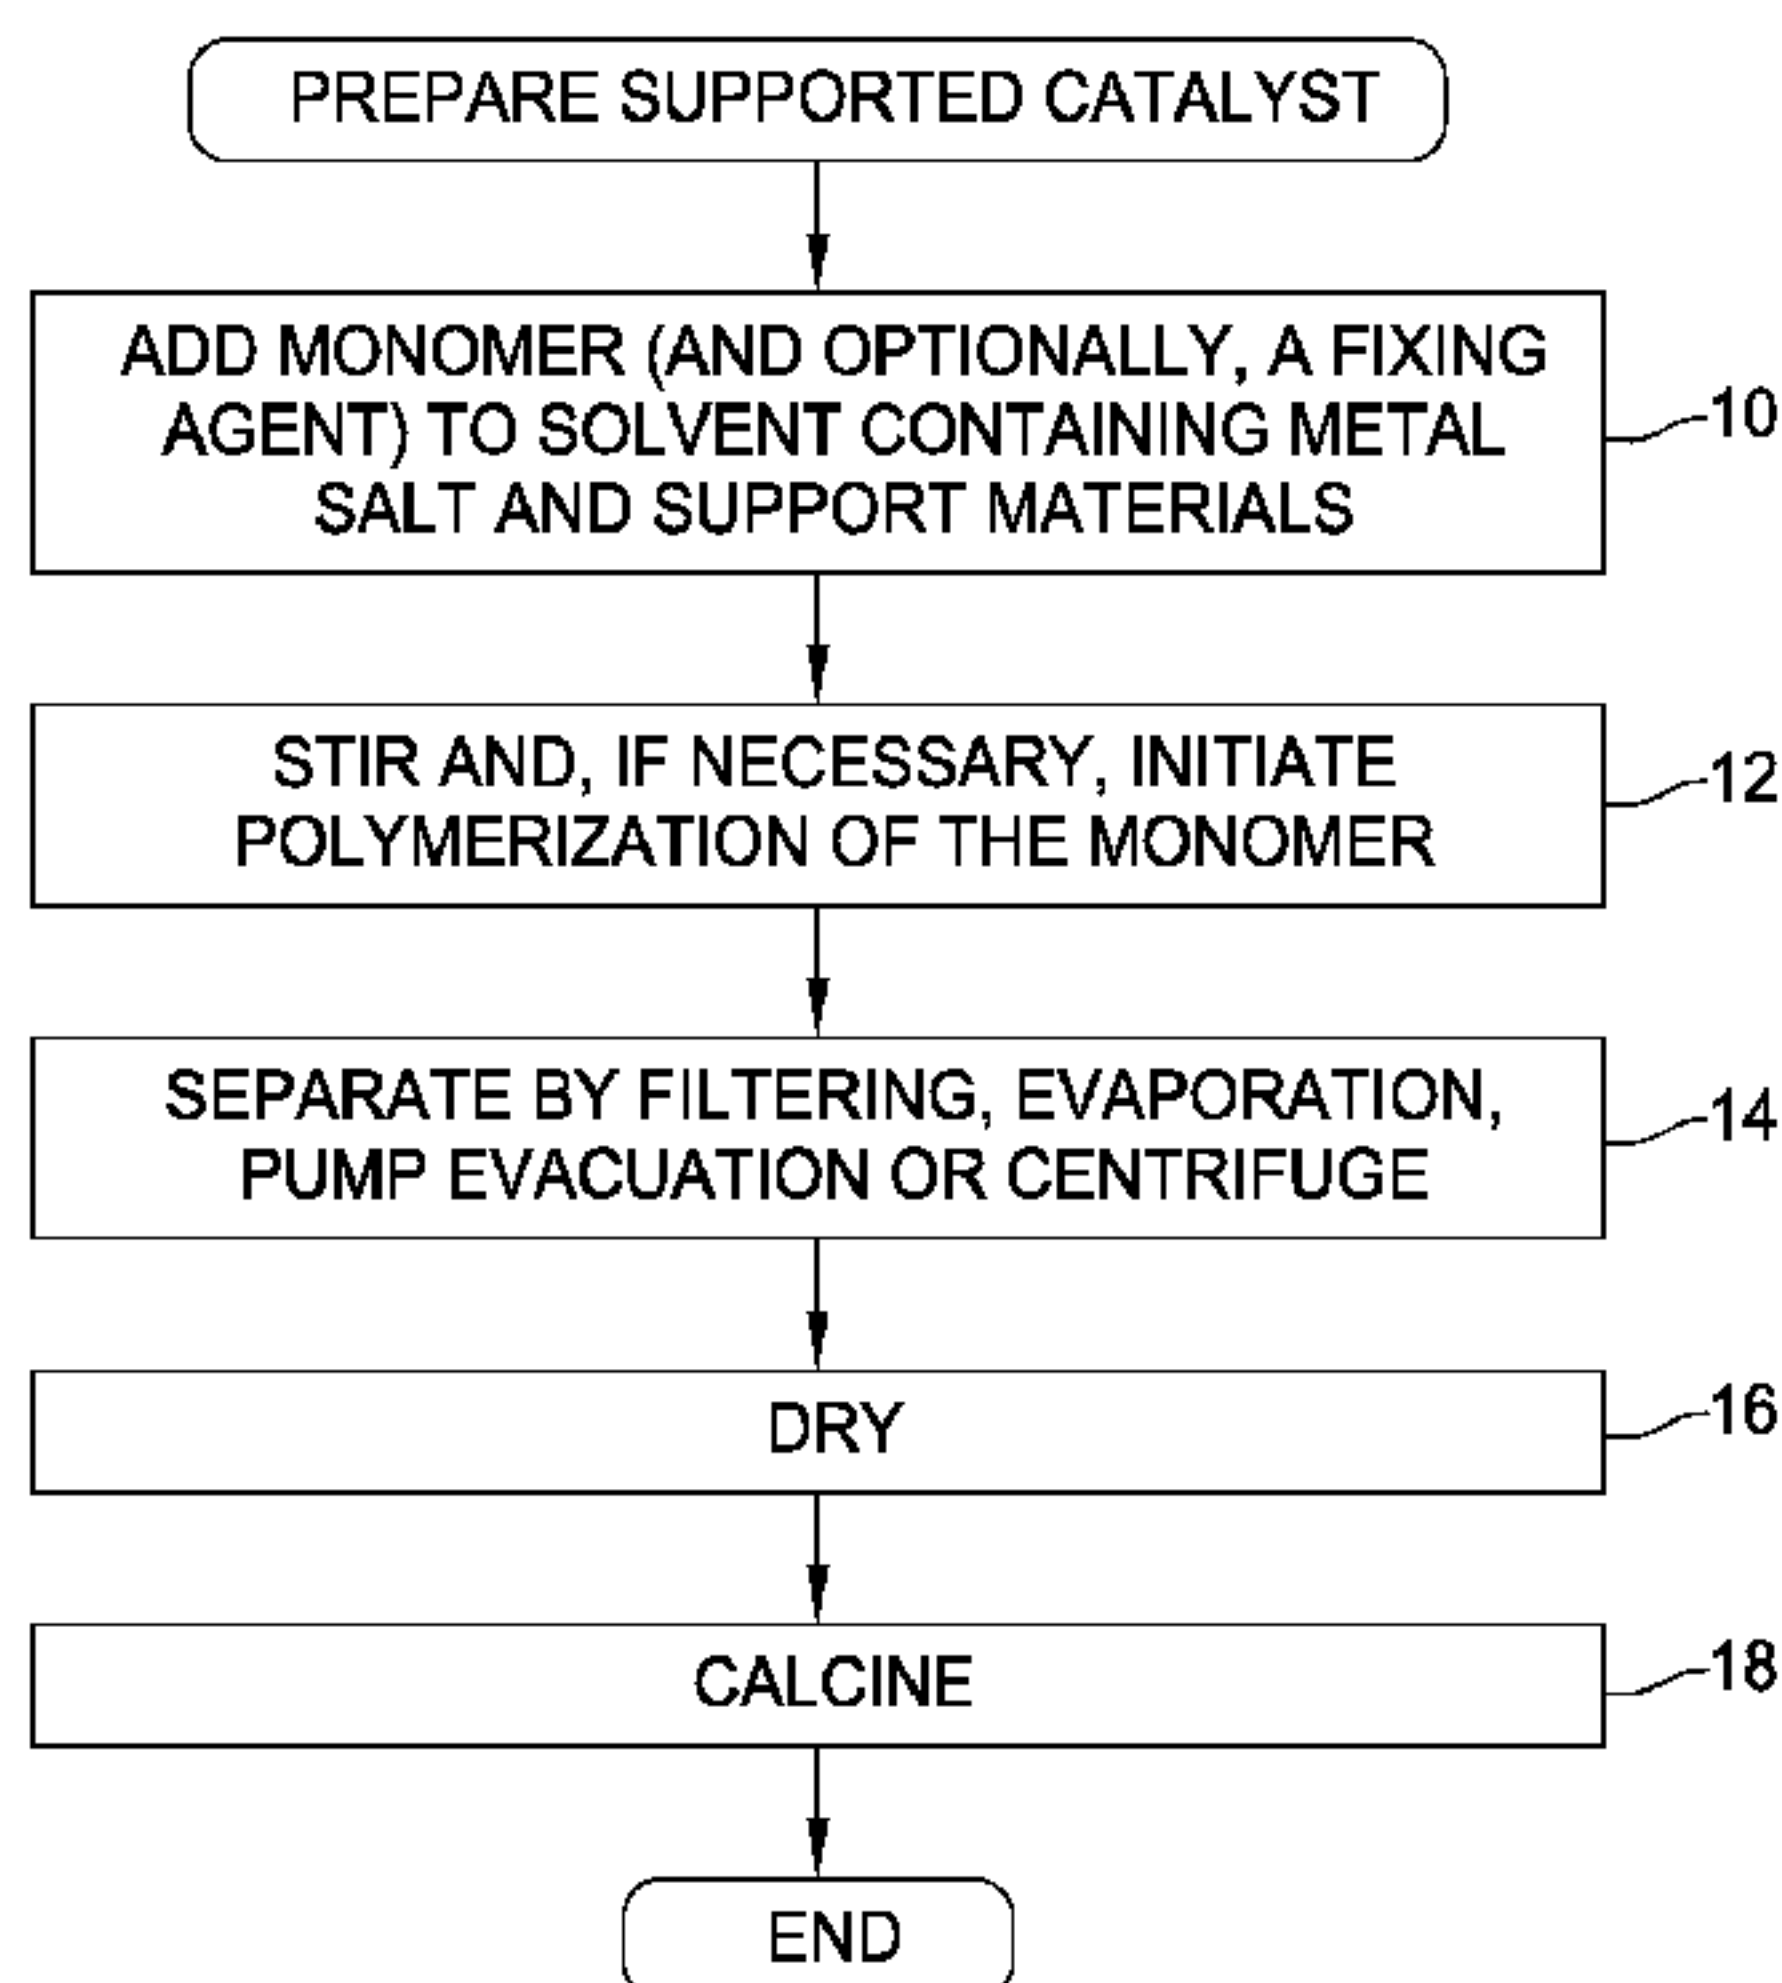 PREPARE SUPPORTED CATALYST
ADD MONOMER (AND OPTIONALLY, A FIXING
AGENT) TO SOLVENT CONTAINING METAL
SALT AND SUPPORT MATERIALS
10
STIR AND, IF NECESSARY, INITIATE
POLYMERIZATION OF THE MONOMER
12
SEPARATE BY FILTERING, EVAPORATION,
PUMP EVACUATION OR CENTRIFUGE
14
DRY
16
CALCINE
18
END